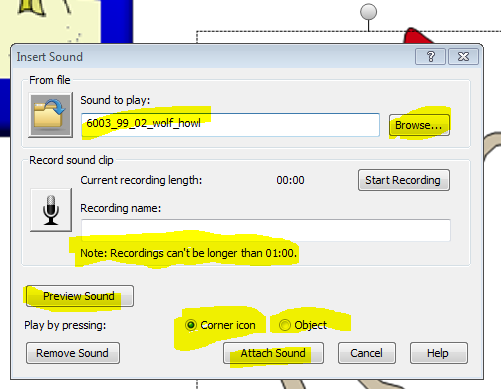 Insert Sound
From file
Sound to play:
6003_99_02_wolf_howl
Browse...
Record sound clip
Current recording length: 00:00 Start Recording
Recording name:
Note: Recordings can't be longer than 01:00.
Preview Sound
Play by pressing: Corner icon Object
Remove Sound Attach Sound Cancel Help